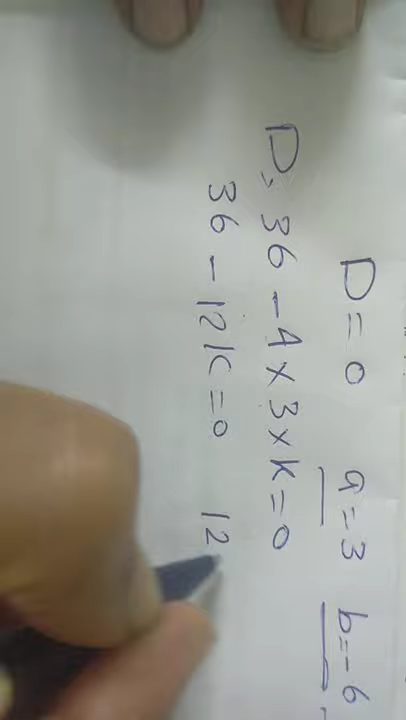 D=0 a=3 b=-6
D, 36 - 4×3×K=0
36 - 12K=0 12